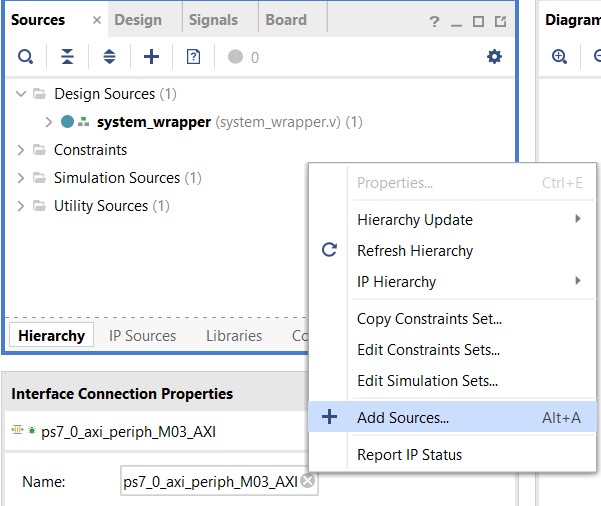 Sources × Design Signals Board ? Diagram
0
Design Sources (1)
system_wrapper (system_wrapper.v) (1)
Constraints
Simulation Sources (1)
Utility Sources (1)
Properties... Ctrl+E
Hierarchy Update
Refresh Hierarchy
IP Hierarchy
Copy Constraints Set...
Edit Constraints Sets...
Edit Simulation Sets...
Add Sources... Alt+A
Report IP Status
Hierarchy IP Sources Libraries Co
Interface Connection Properties
ps7_0_axi_periph_M03_AXI
Name: ps7_0_axi_periph_M03_AXI